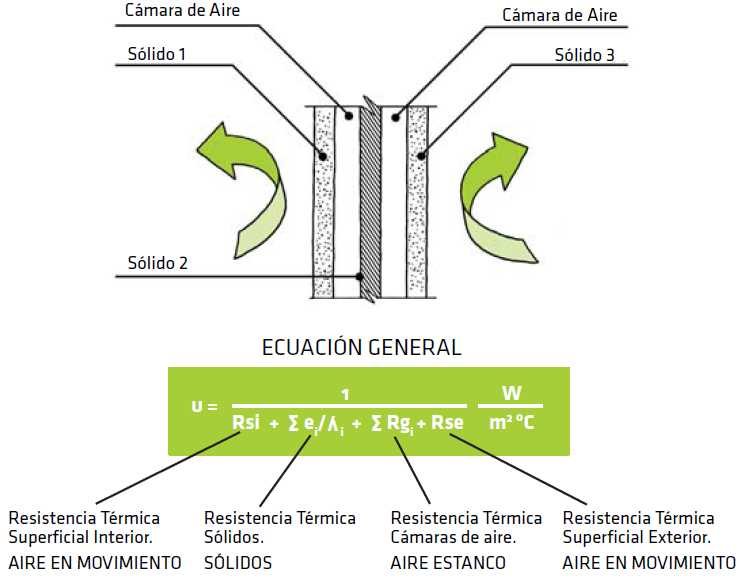 Cámara de Aire
Cámara de Aire
Sólido 1
Sólido 3
Sólido 2
ECUACIÓN GENERAL
U = 1 / (Rsi + Σ eᵢ/λᵢ + Σ Rgᵢ + Rse) W / m² °C
Resistencia Térmica
Superficial Interior.
AIRE EN MOVIMIENTO
Resistencia Térmica
Sólidos.
SÓLIDOS
Resistencia Térmica
Cámaras de aire.
AIRE ESTANCO
Resistencia Térmica
Superficial Exterior.
AIRE EN MOVIMIENTO